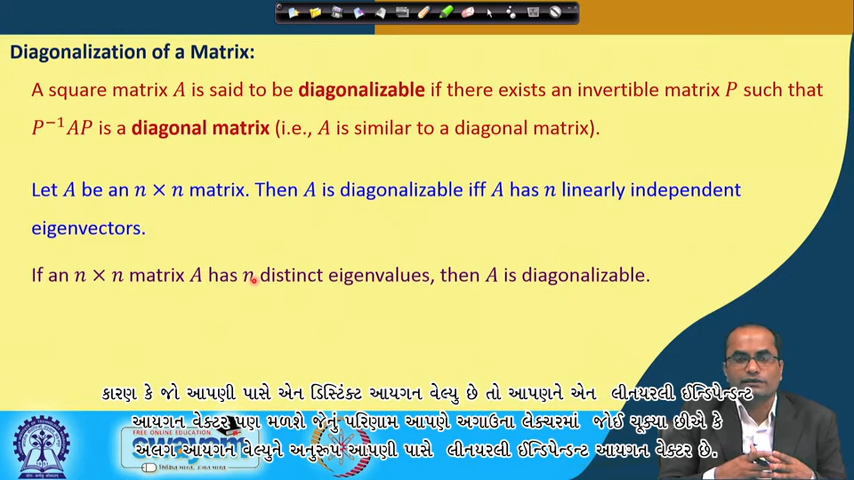 Diagonalization of a Matrix:
A square matrix A is said to be diagonalizable if there exists an invertible matrix P such that
P⁻¹AP is a diagonal matrix (i.e., A is similar to a diagonal matrix).
Let A be an n × n matrix. Then A is diagonalizable iff A has n linearly independent
eigenvectors.
If an n × n matrix A has n distinct eigenvalues, then A is diagonalizable.
કારણ કે જો આપણી પાસે એન ડિસ્ટિંક્ટ આયગન વેલ્યુ છે તો આપણને એન લીનયરલી ઈન્ડિપેન્ડન્ટ
આયગન વેક્ટર પણ મળશે જેનું પરિણામ આપણે અગાઉના લેક્ચરમાં જોઈ ચૂક્યા છીએ કે
અલગ આયગન વેલ્યુને અનુરૂપ આપણી પાસે લીનયરલી ઈન્ડિપેન્ડન્ટ આયગન વેક્ટર છે.
FREE ONLINE EDUCATION
swayam